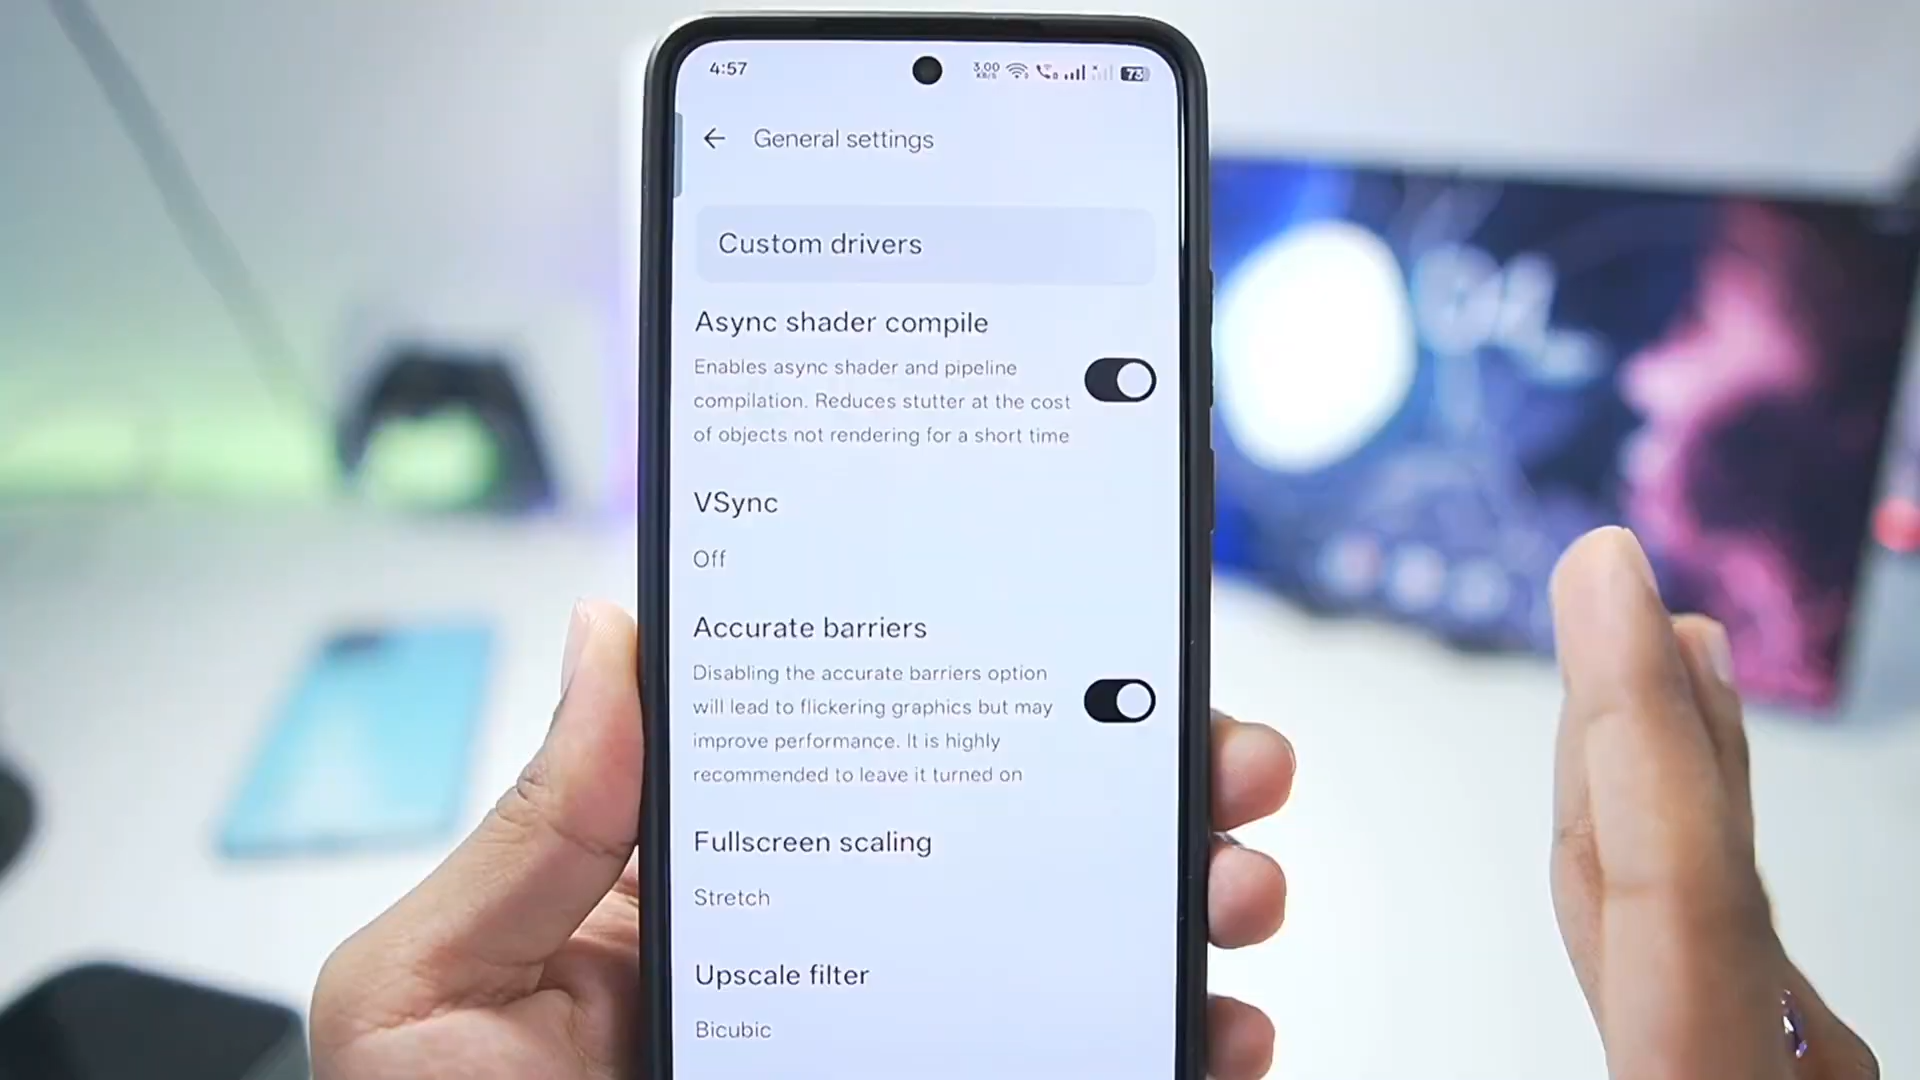 4:57
3.00
KB/S
73
General settings
Custom drivers
Async shader compile
Enables async shader and pipeline
compilation. Reduces stutter at the cost
of objects not rendering for a short time
VSync
Off
Accurate barriers
Disabling the accurate barriers option
will lead to flickering graphics but may
improve performance. It is highly
recommended to leave it turned on
Fullscreen scaling
Stretch
Upscale filter
Bicubic